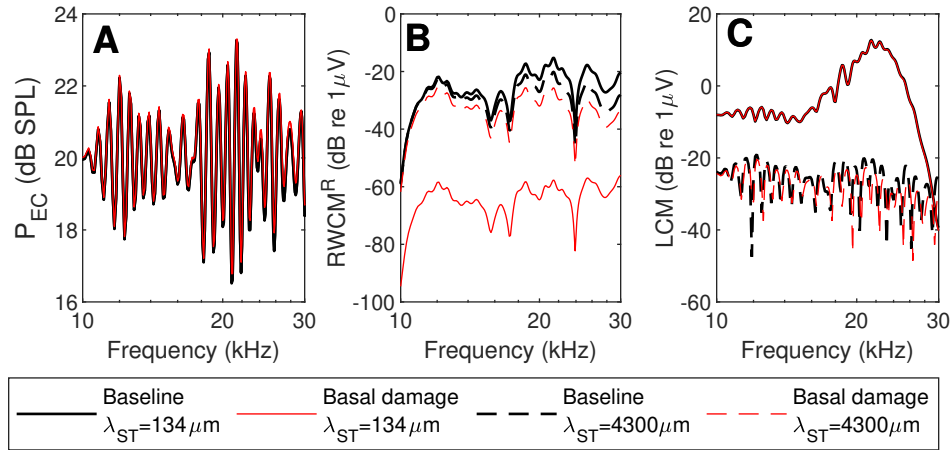 24
22
20
18
16
10
20
30
P_EC (dB SPL)
Frequency (kHz)
A
0
-20
-40
-60
-80
-100
10
20
30
RWCM^R (dB re 1μV)
Frequency (kHz)
B
20
0
-20
-40
-60
10
20
30
LCM (dB re 1μV)
Frequency (kHz)
C
Baseline
λ_ST=134μm
Basal damage
λ_ST=134μm
Baseline
λ_ST=4300μm
Basal damage
λ_ST=4300μm